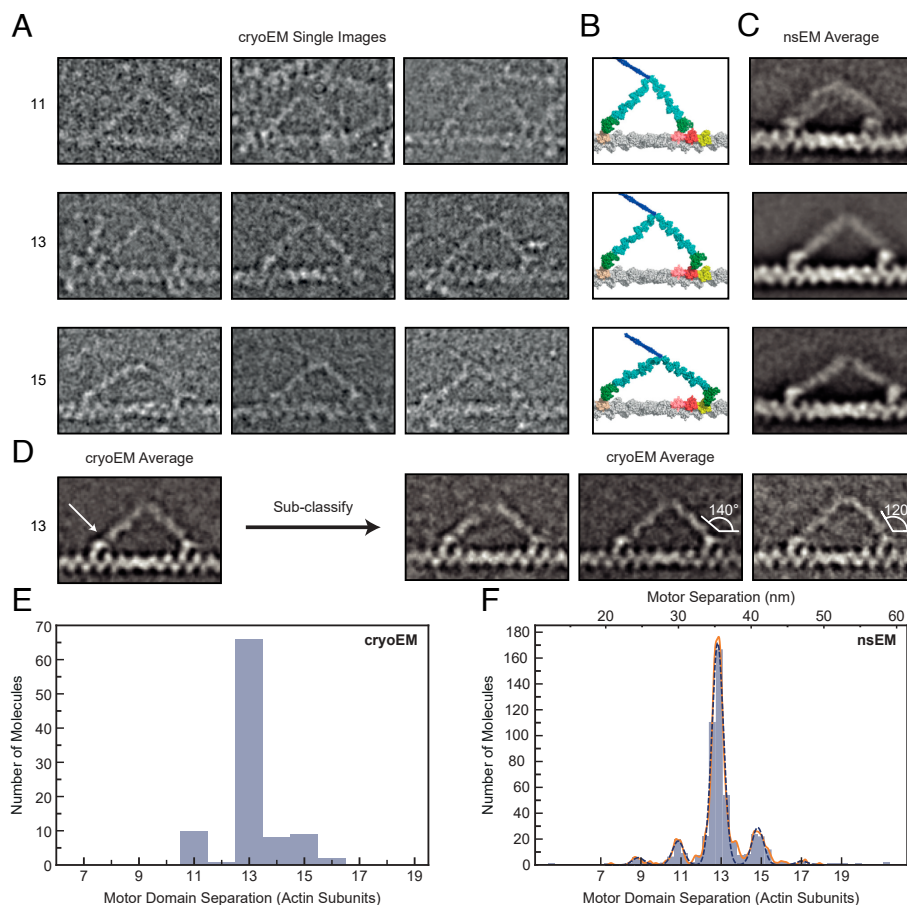 A
B
C
cryoEM Single Images
nsEM Average
11
13
15
D
cryoEM Average
cryoEM Average
13
Sub-classify
140°
120°
E
F
Motor Separation (nm)
20 30 40 50 60
70
60
50
40
30
20
10
0
cryoEM
Number of Molecules
7 9 11 13 15 17 19
Motor Domain Separation (Actin Subunits)
180
160
140
120
100
80
60
40
20
0
nsEM
Number of Molecules
7 9 11 13 15 17 19
Motor Domain Separation (Actin Subunits)